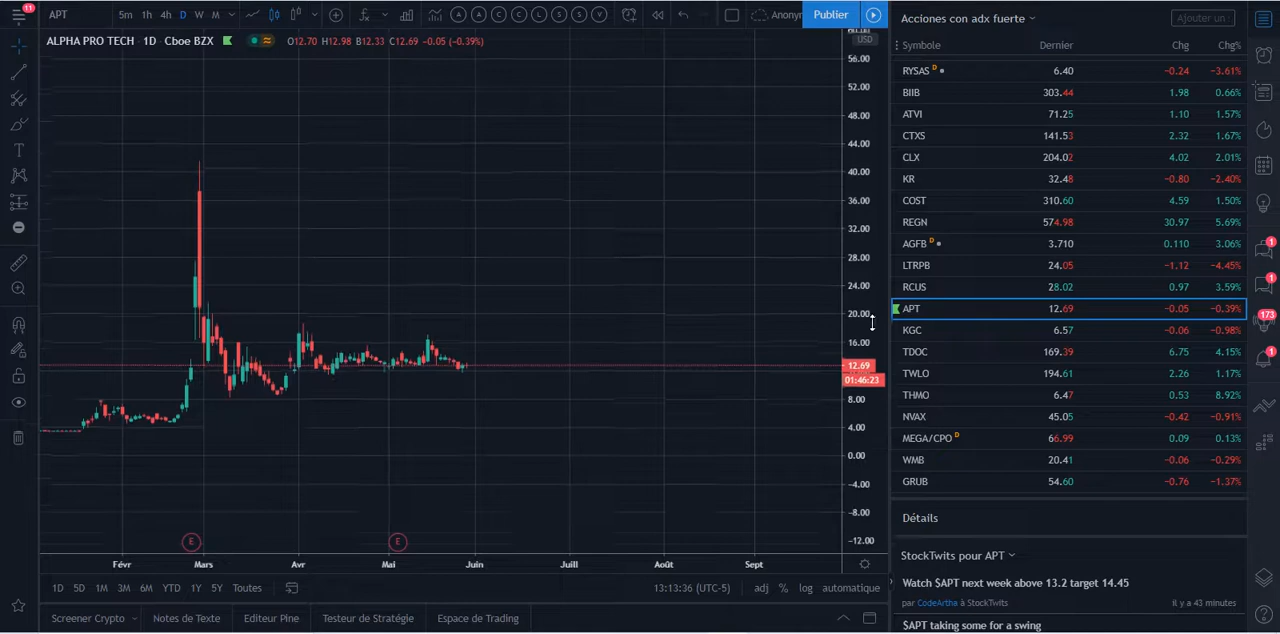 11
APT
5m 1h 4h D W M
A A C C L S S V
Anonyr
Publier
ALPHA PRO TECH · 1D · Cboe BZX
O12.70 H12.98 B12.33 C12.69 −0.05 (−0.39%)
USD
56.00
52.00
48.00
44.00
40.00
36.00
32.00
28.00
24.00
20.00
16.00
12.69
01:46:23
8.00
4.00
0.00
−4.00
−8.00
−12.00
E E
Févr Mars Avr Mai Juin Juill Août Sept
1D 5D 1M 3M 6M YTD 1Y 5Y Toutes
13:13:36 (UTC-5) adj % log automatique
Screener Crypto Notes de Texte Editeur Pine Testeur de Stratégie Espace de Trading
Acciones con adx fuerte
Ajouter un
Symbole Dernier Chg Chg%
RYSAS D 6.40 −0.24 −3.61%
BIIB 303.44 1.98 0.66%
ATVI 71.25 1.10 1.57%
CTXS 141.53 2.32 1.67%
CLX 204.02 4.02 2.01%
KR 32.48 −0.80 −2.40%
COST 310.60 4.59 1.50%
REGN 574.98 30.97 5.69%
AGFB D 3.710 0.110 3.06%
LTRPB 24.05 −1.12 −4.45%
RCUS 28.02 0.97 3.59%
APT 12.69 −0.05 −0.39%
KGC 6.57 −0.06 −0.98%
TDOC 169.39 6.75 4.15%
TWLO 194.61 2.26 1.17%
THMO 6.47 0.53 8.92%
NVAX 45.05 −0.42 −0.91%
MEGA/CPO D 66.99 0.09 0.13%
WMB 20.41 −0.06 −0.29%
GRUB 54.60 −0.76 −1.37%
Détails
StockTwits pour APT
Watch $APT next week above 13.2 target 14.45
par CodeArtha à StockTwits il y a 43 minutes
$APT taking some for a swing
1
1
173
1